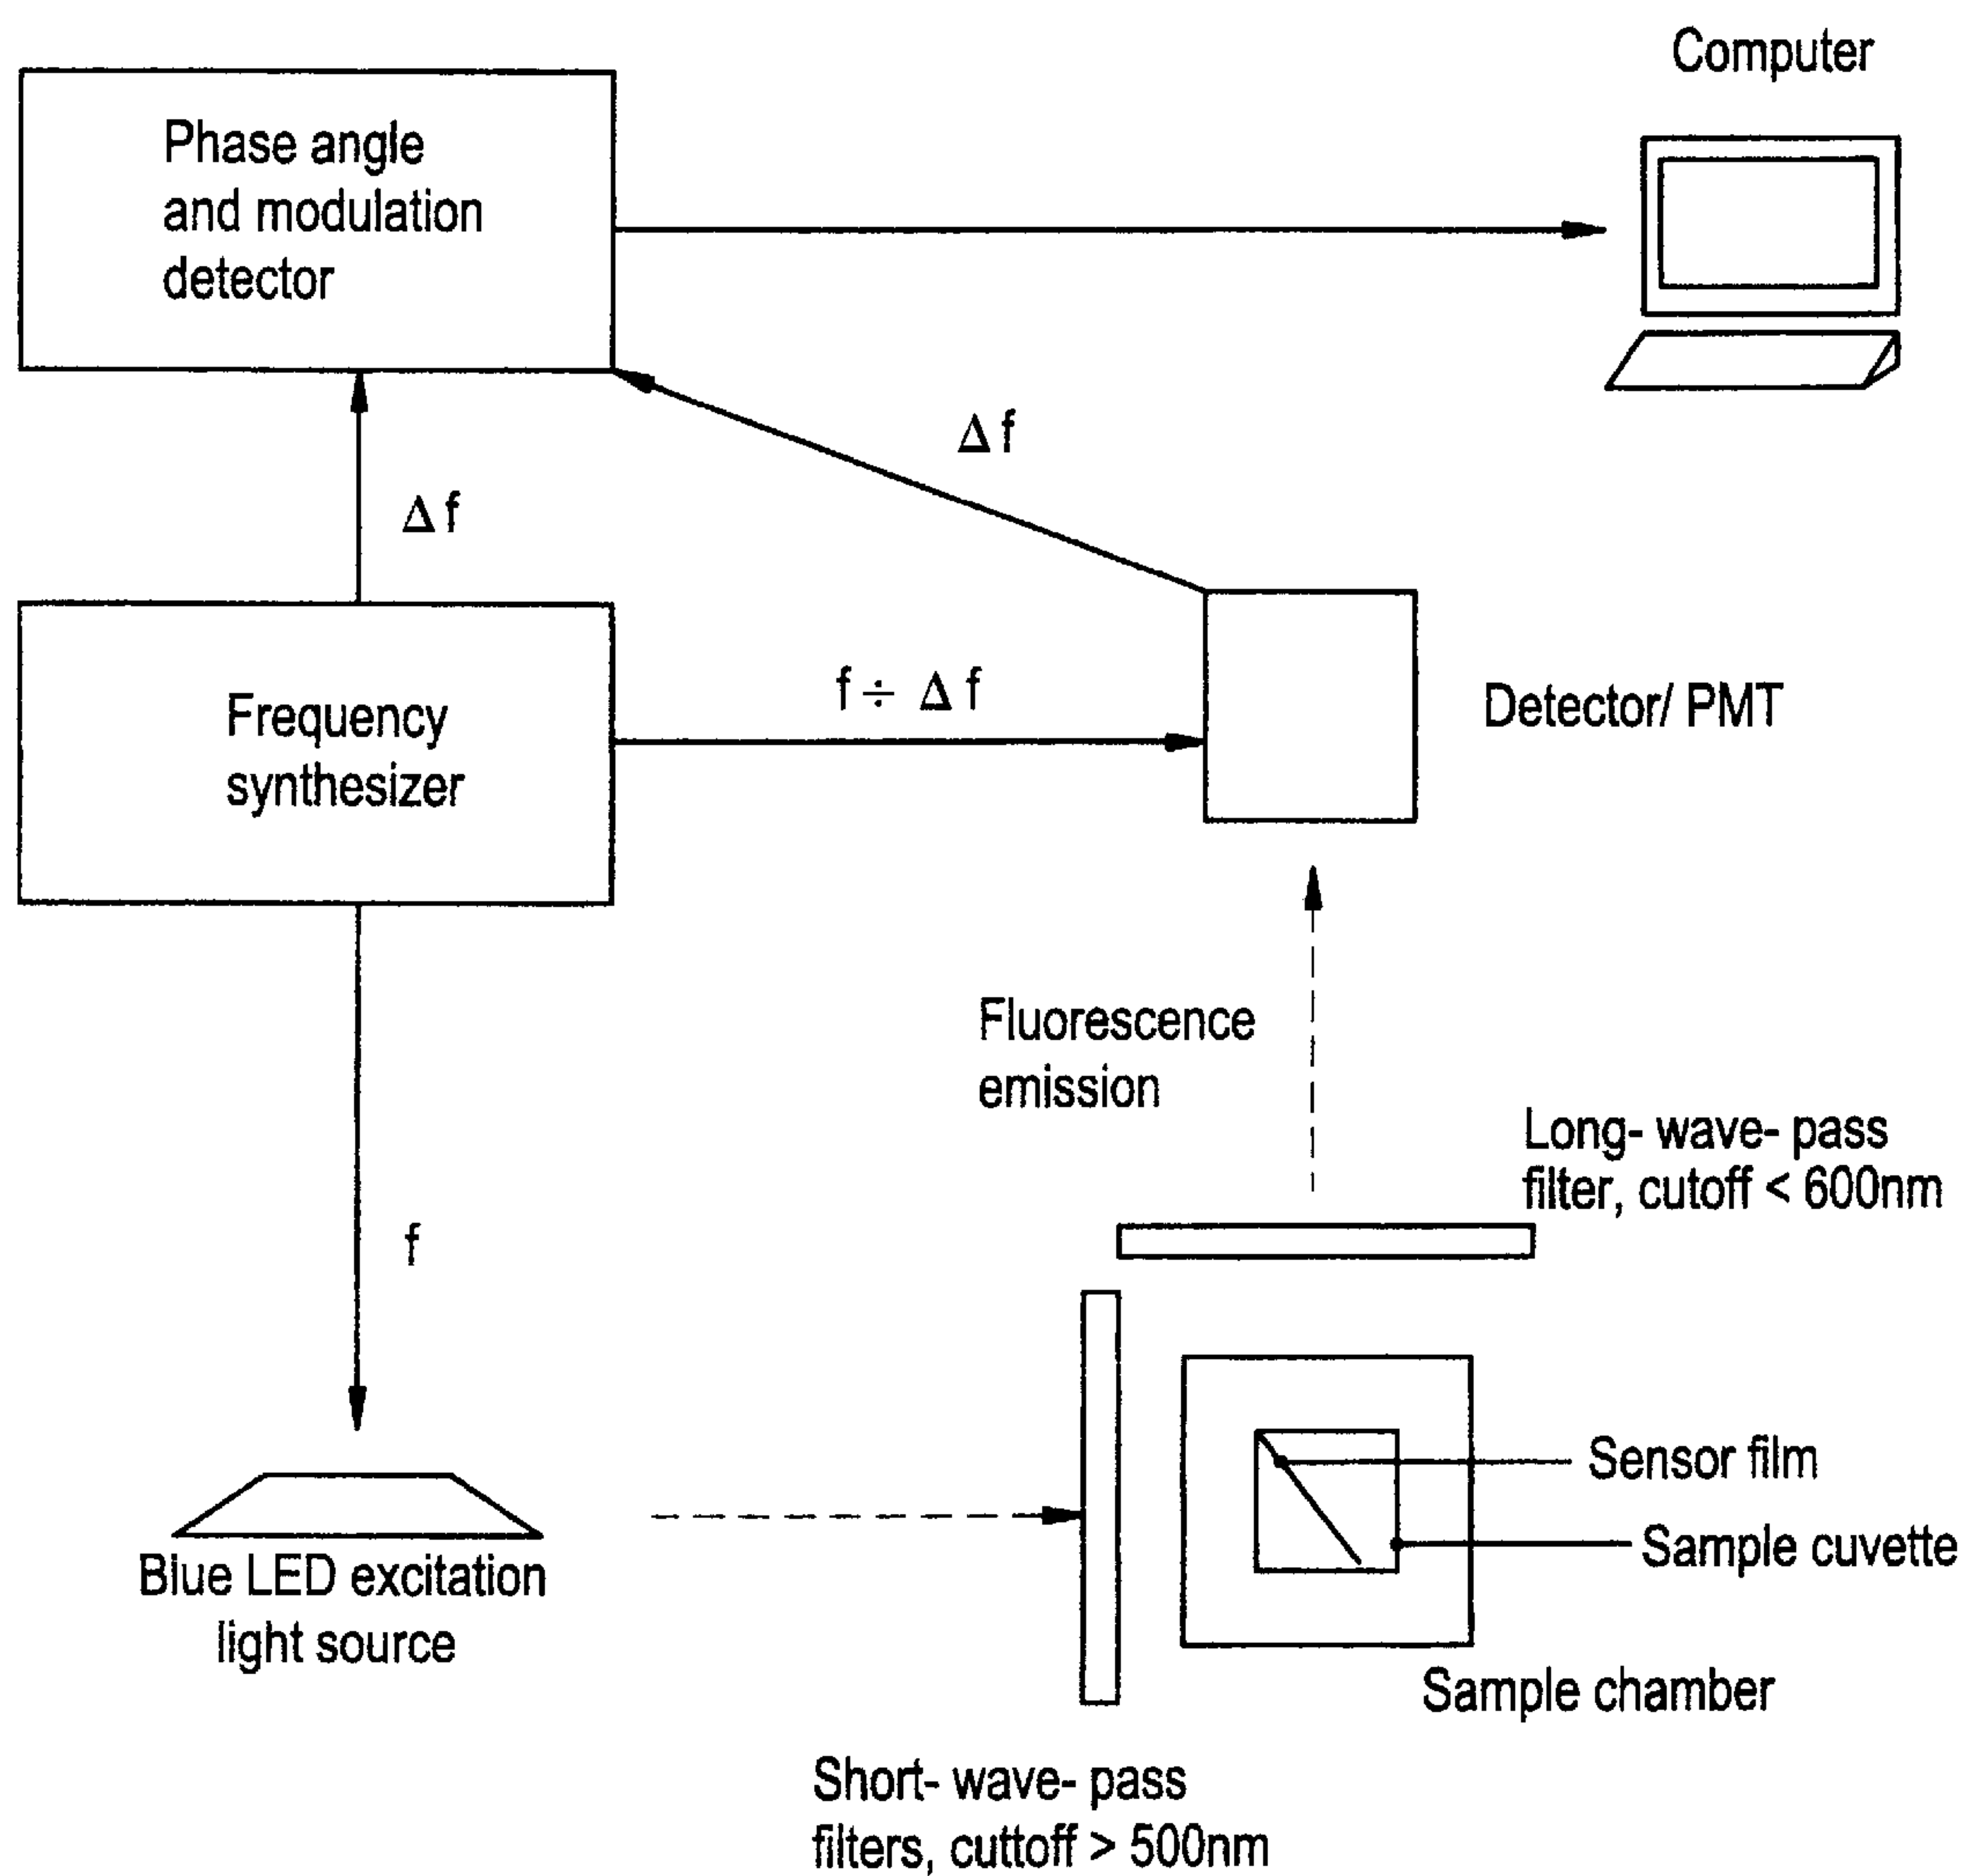 Computer
Phase angle
and modulation
detector
Δ f
Δ f
f ÷ Δ f
Frequency
synthesizer
Detector/ PMT
Fluorescence
emission
Long- wave- pass
filter, cutoff < 600nm
f
Sensor film
Sample cuvette
Blue LED excitation
light source
Sample chamber
Short- wave- pass
filters, cuttoff > 500nm